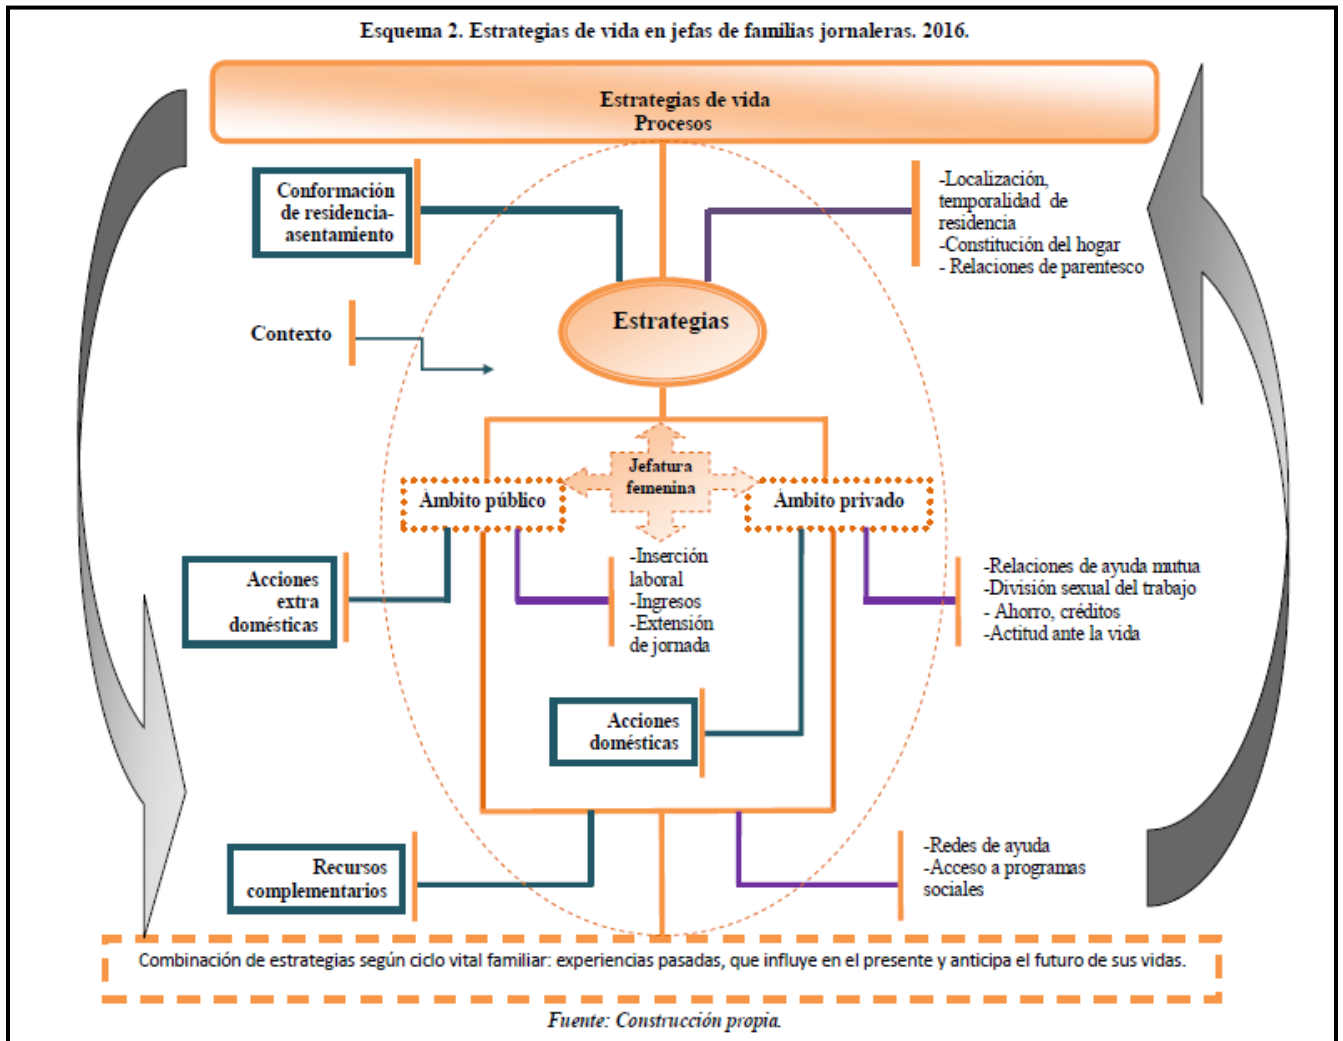 Esquema 2. Estrategias de vida en jefas de familias jornaleras. 2016.
Estrategias de vida
Procesos
Conformación
de residencia-
asentamiento
-Localización,
temporalidad de
residencia
-Constitución del hogar
- Relaciones de parentesco
Estrategias
Contexto
Jefatura
femenina
Ámbito público
Ámbito privado
Acciones
extra
domésticas
-Inserción
laboral
-Ingresos
-Extensión
de jornada
-Relaciones de ayuda mutua
-División sexual del trabajo
- Ahorro, créditos
-Actitud ante la vida
Acciones
domésticas
Recursos
complementarios
-Redes de ayuda
-Acceso a programas
sociales
Combinación de estrategias según ciclo vital familiar: experiencias pasadas, que influye en el presente y anticipa el futuro de sus vidas.
Fuente: Construcción propia.